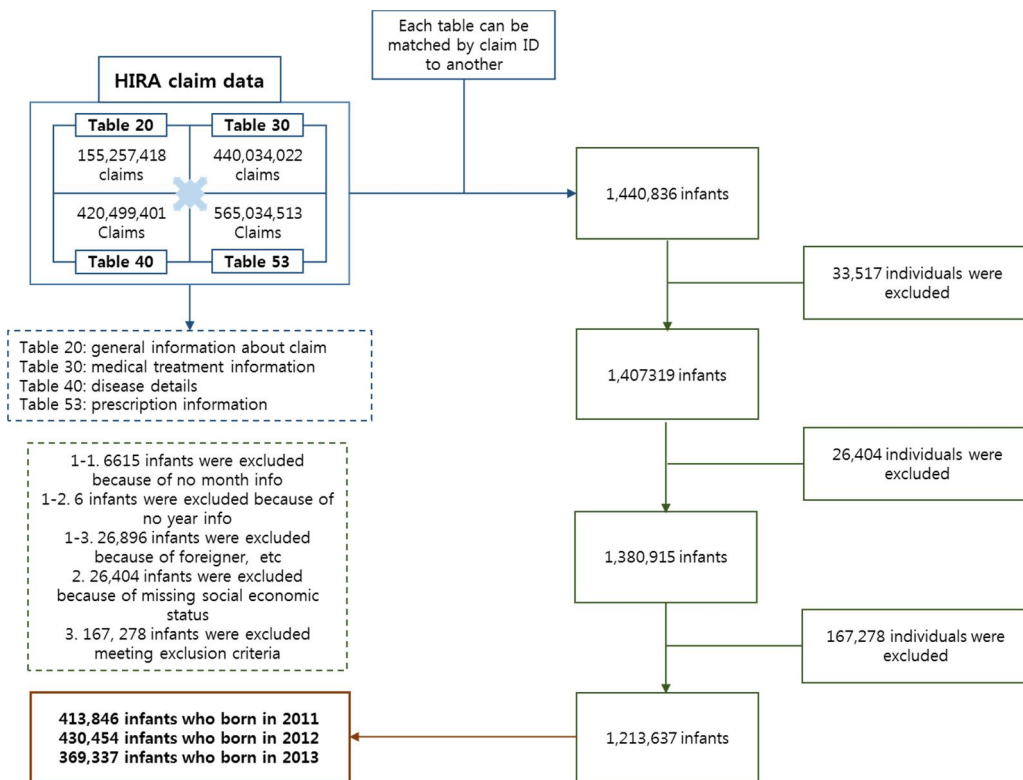 Each table can be
matched by claim ID
to another
HIRA claim data
Table 20
Table 30
155,257,418
claims
440,034,022
claims
420,499,401
Claims
565,034,513
Claims
Table 40
Table 53
1,440,836 infants
33,517 individuals were
excluded
Table 20: general information about claim
Table 30: medical treatment information
Table 40: disease details
Table 53: prescription information
1,407319 infants
26,404 individuals were
excluded
1-1. 6615 infants were excluded
because of no month info
1-2. 6 infants were excluded because of
no year info
1-3. 26,896 infants were excluded
because of foreigner, etc
2. 26,404 infants were excluded
because of missing social economic
status
3. 167, 278 infants were excluded
meeting exclusion criteria
1,380,915 infants
167,278 individuals were
excluded
413,846 infants who born in 2011
430,454 infants who born in 2012
369,337 infants who born in 2013
1,213,637 infants